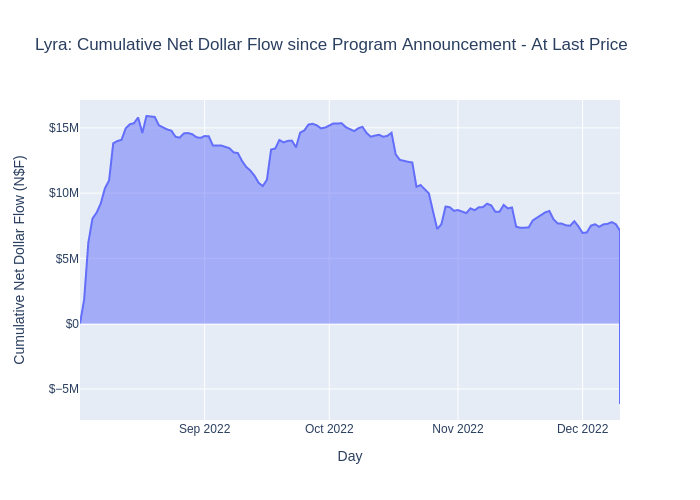 Lyra: Cumulative Net Dollar Flow since Program Announcement - At Last Price
Cumulative Net Dollar Flow (N$F)
$15M
$10M
$5M
$0
$−5M
Sep 2022
Oct 2022
Nov 2022
Dec 2022
Day